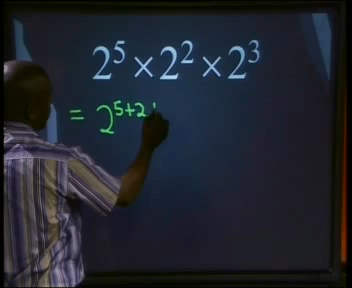 2⁵ × 2² × 2³
= 2⁵⁺²